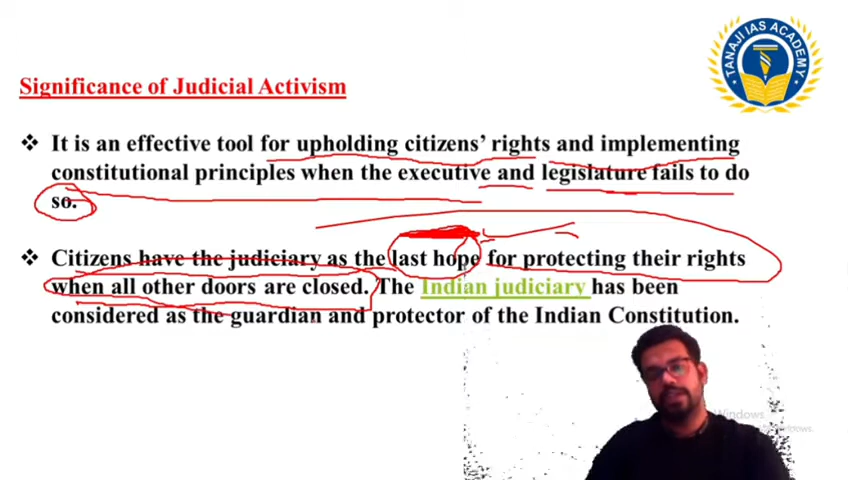 TANAJI IAS ACADEMY
Significance of Judicial Activism
❖ It is an effective tool for upholding citizens’ rights and implementing
constitutional principles when the executive and legislature fails to do
so.
❖ Citizens have the judiciary as the last hope for protecting their rights
when all other doors are closed. The Indian judiciary has been
considered as the guardian and protector of the Indian Constitution.
Windows